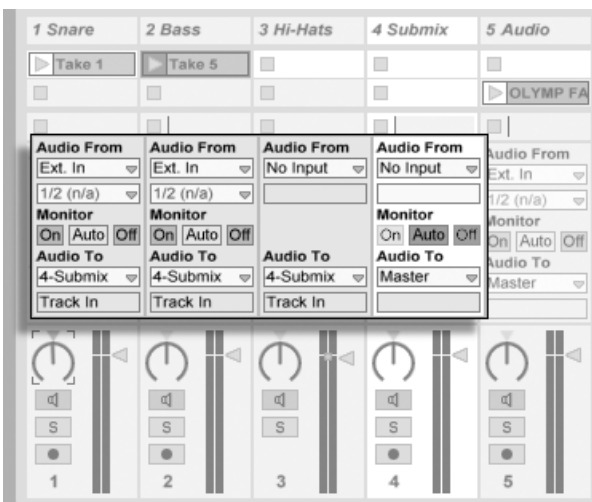 1 Snare 2 Bass 3 Hi-Hats 4 Submix 5 Audio
Take 1 Take 5
OLYMP FA
Audio From Audio From Audio From Audio From Audio From
Ext. In Ext. In No Input No Input Ext. In
1/2 (n/a) 1/2 (n/a) 1/2 (n/a)
Monitor Monitor Monitor Monitor
On Auto Off On Auto Off On Auto Off On Auto Off
Audio To Audio To Audio To Audio To Audio To
4-Submix 4-Submix 4-Submix Master Master
Track In Track In Track In
S S S S S
1 2 3 4 5